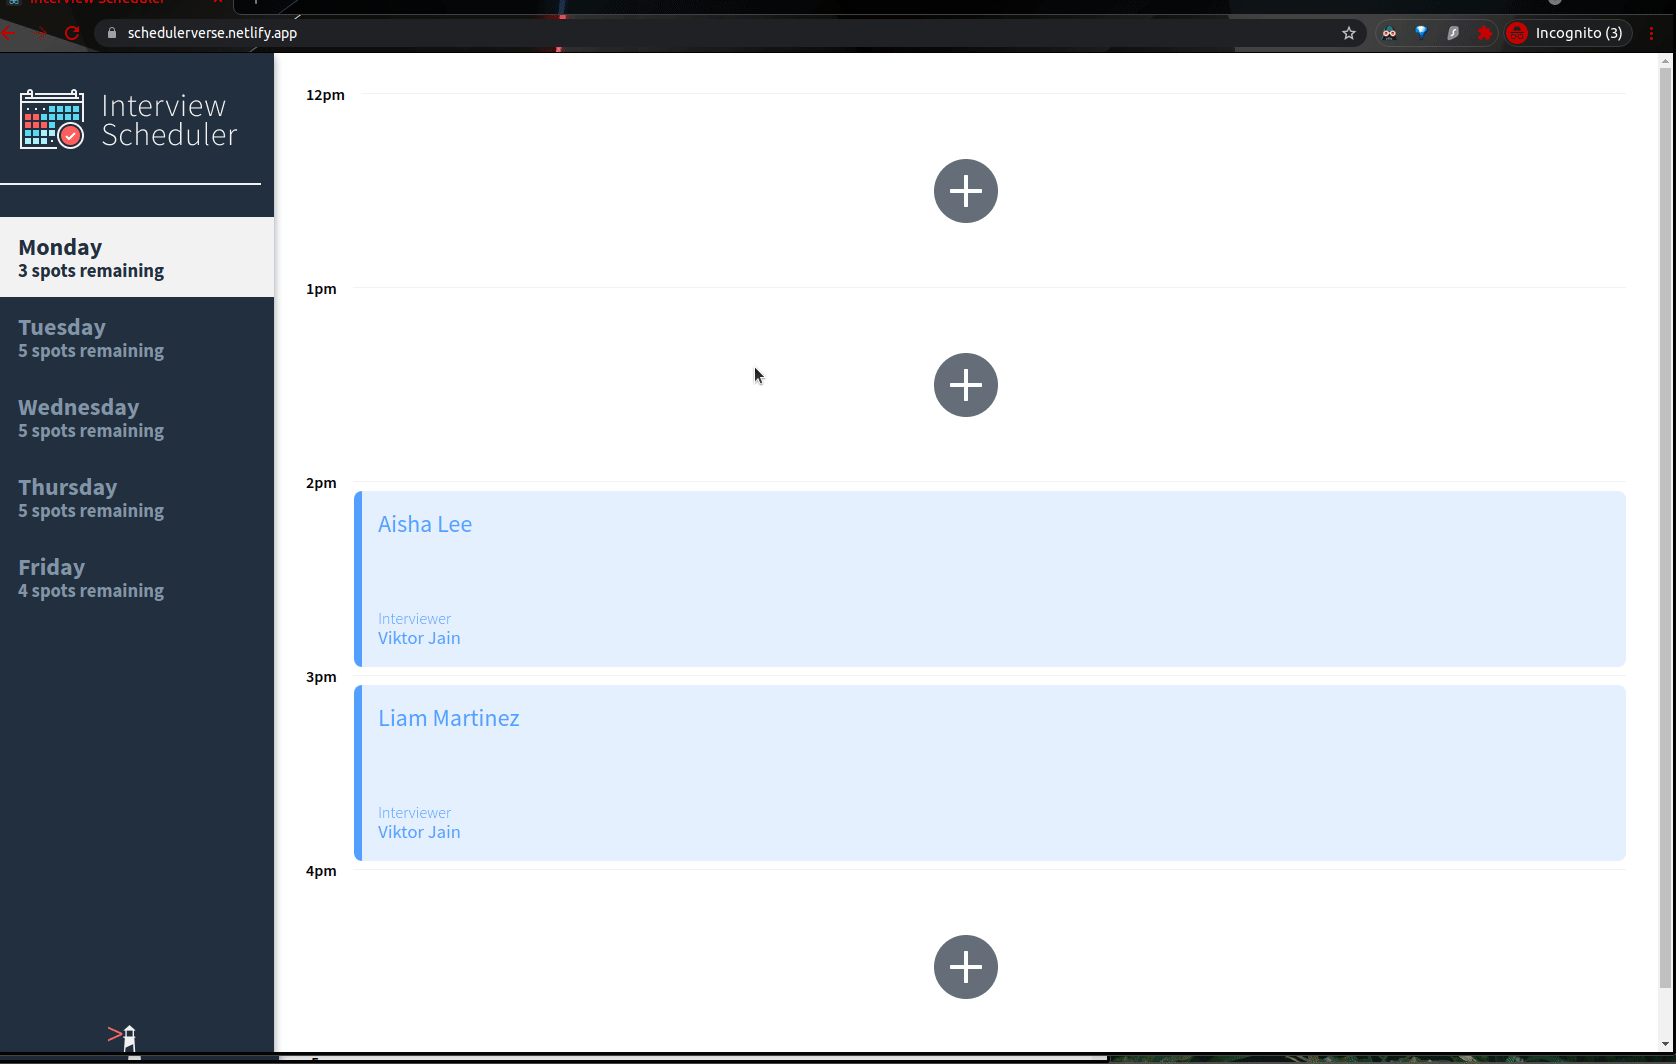 Interview Scheduler
schedulerverse.netlify.app
Incognito (3)
Interview
Scheduler
Monday
3 spots remaining
Tuesday
5 spots remaining
Wednesday
5 spots remaining
Thursday
5 spots remaining
Friday
4 spots remaining
12pm
1pm
2pm
Aisha Lee
Interviewer
Viktor Jain
3pm
Liam Martinez
Interviewer
Viktor Jain
4pm